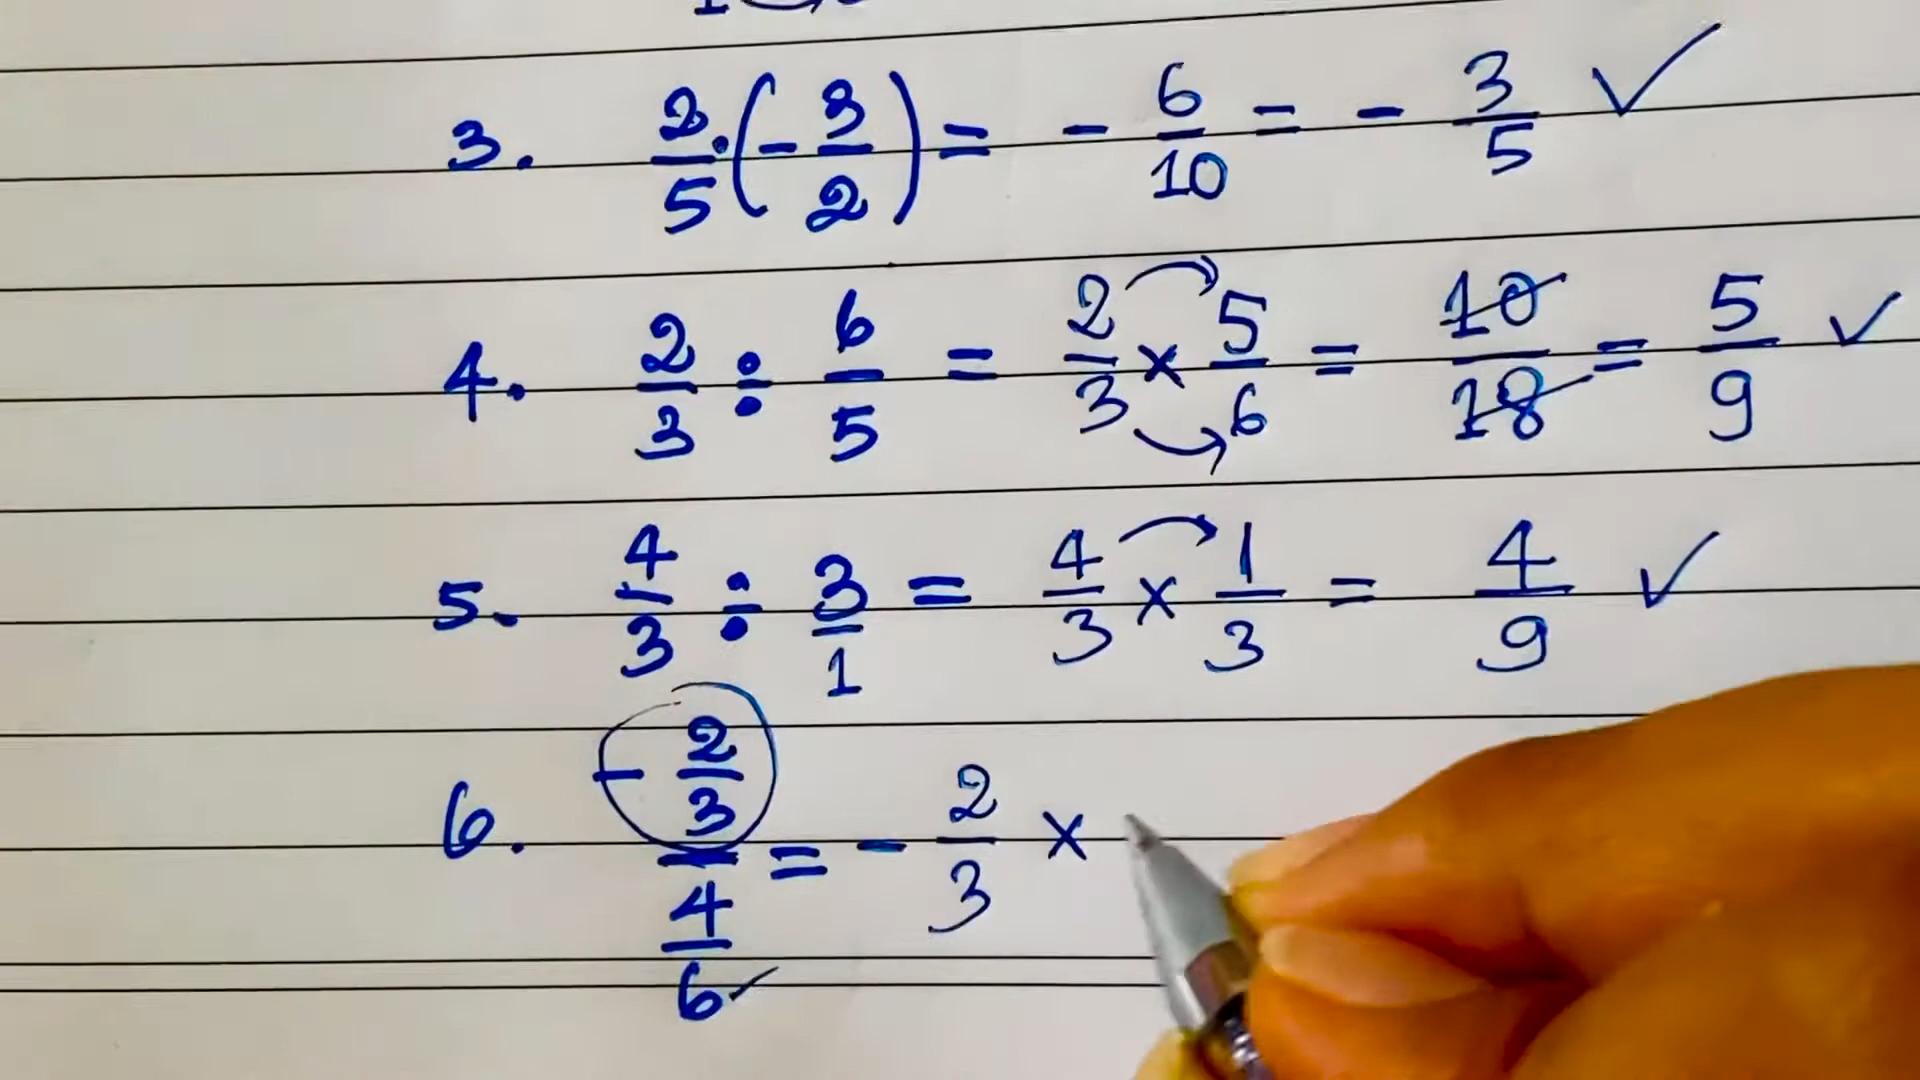 3. 2/5 · (- 3/2) = - 6/10 = - 3/5 ✓
4. 2/3 ÷ 6/5 = 2/3 × 5/6 = 10/18 = 5/9 ✓
5. 4/3 ÷ 3/1 = 4/3 × 1/3 = 4/9 ✓
6. (- 2/3)/(4/6) = - 2/3 ×